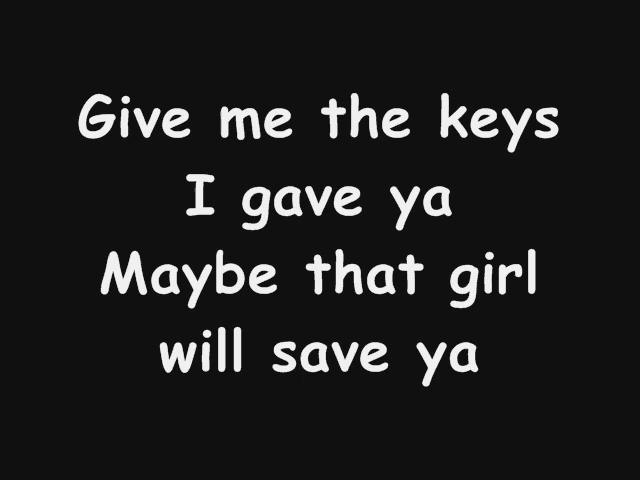 Give me the keys
I gave ya
Maybe that girl
will save ya